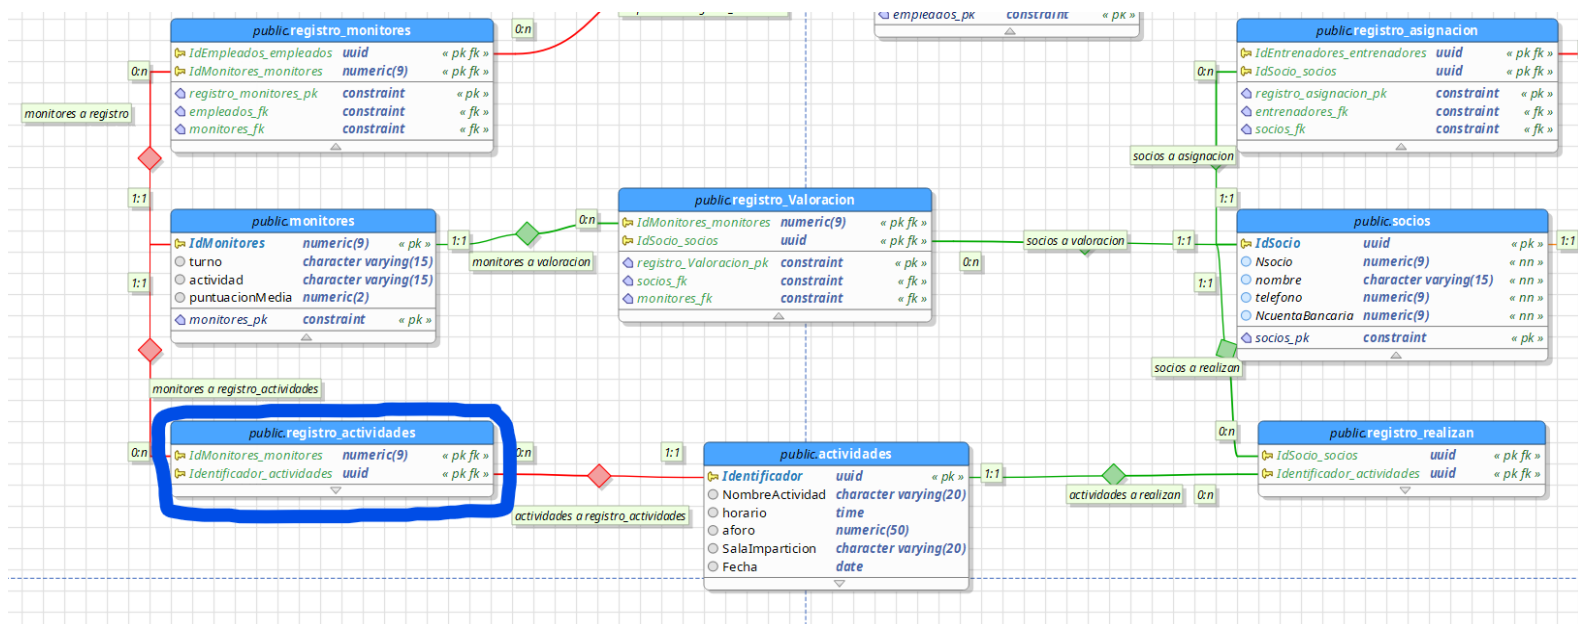 public.registro_monitores
IdEmpleados_empleados uuid « pk fk »
IdMonitores_monitores numeric(9) « pk fk »
registro_monitores_pk constraint « pk »
empleados_fk constraint « fk »
monitores_fk constraint « fk »
0:n
0:n
monitores a registro
1:1
empleados_pk constraint « pk »
public.registro_asignacion
IdEntrenadores_entrenadores uuid « pk fk »
IdSocio_socios uuid « pk fk »
registro_asignacion_pk constraint « pk »
entrenadores_fk constraint « fk »
socios_fk constraint « fk »
0:n
socios a asignacion
1:1
public.monitores
IdMonitores numeric(9) « pk »
turno character varying(15)
actividad character varying(15)
puntuacionMedia numeric(2)
monitores_pk constraint « pk »
1:1
1:1
monitores a valoracion
0:n
public.registro_Valoracion
IdMonitores_monitores numeric(9) « pk fk »
IdSocio_socios uuid « pk fk »
registro_Valoracion_pk constraint « pk »
socios_fk constraint « fk »
monitores_fk constraint « fk »
0:n
socios a valoracion
1:1
1:1
public.socios
IdSocio uuid « pk »
Nsocio numeric(9) « nn »
nombre character varying(15) « nn »
telefono numeric(9) « nn »
NcuentaBancaria numeric(9) « nn »
socios_pk constraint « pk »
1:1
socios a realizan
monitores a registro_actividades
0:n
public.registro_actividades
IdMonitores_monitores numeric(9) « pk fk »
Identificador_actividades uuid « pk fk »
0:n
1:1
actividades a registro_actividades
public.actividades
Identificador uuid « pk »
NombreActividad character varying(20)
horario time
aforo numeric(50)
SalaImparticion character varying(20)
Fecha date
1:1
actividades a realizan
0:n
0:n
public.registro_realizan
IdSocio_socios uuid « pk fk »
Identificador_actividades uuid « pk fk »